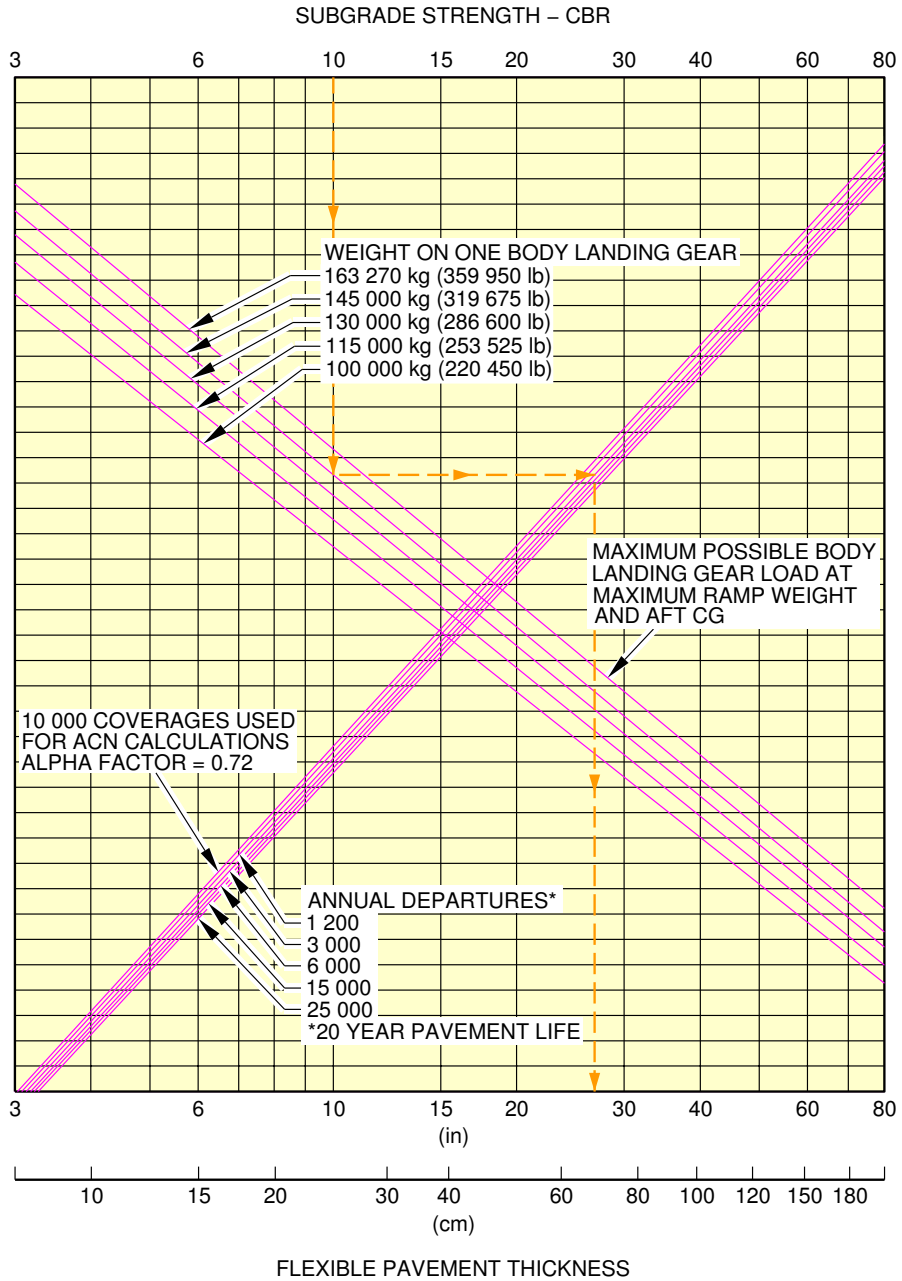 SUBGRADE STRENGTH – CBR
3 6 10 15 20 30 40 60 80
WEIGHT ON ONE BODY LANDING GEAR
163 270 kg (359 950 lb)
145 000 kg (319 675 lb)
130 000 kg (286 600 lb)
115 000 kg (253 525 lb)
100 000 kg (220 450 lb)
MAXIMUM POSSIBLE BODY
LANDING GEAR LOAD AT
MAXIMUM RAMP WEIGHT
AND AFT CG
10 000 COVERAGES USED
FOR ACN CALCULATIONS
ALPHA FACTOR = 0.72
ANNUAL DEPARTURES*
1 200
3 000
6 000
15 000
25 000
*20 YEAR PAVEMENT LIFE
3 6 10 15 20 30 40 60 80
(in)
10 15 20 30 40 60 80 100 120 150 180
(cm)
FLEXIBLE PAVEMENT THICKNESS